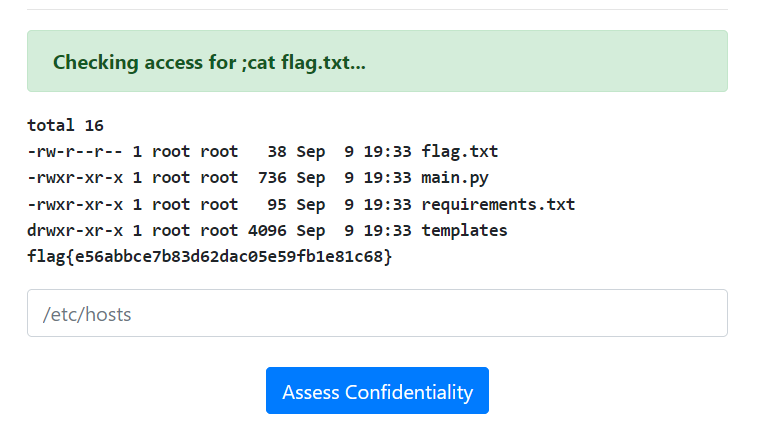 Checking access for ;cat flag.txt...
total 16
-rw-r--r-- 1 root root   38 Sep  9 19:33 flag.txt
-rwxr-xr-x 1 root root  736 Sep  9 19:33 main.py
-rwxr-xr-x 1 root root   95 Sep  9 19:33 requirements.txt
drwxr-xr-x 1 root root 4096 Sep  9 19:33 templates
flag{e56abbce7b83d62dac05e59fb1e81c68}
/etc/hosts
Assess Confidentiality